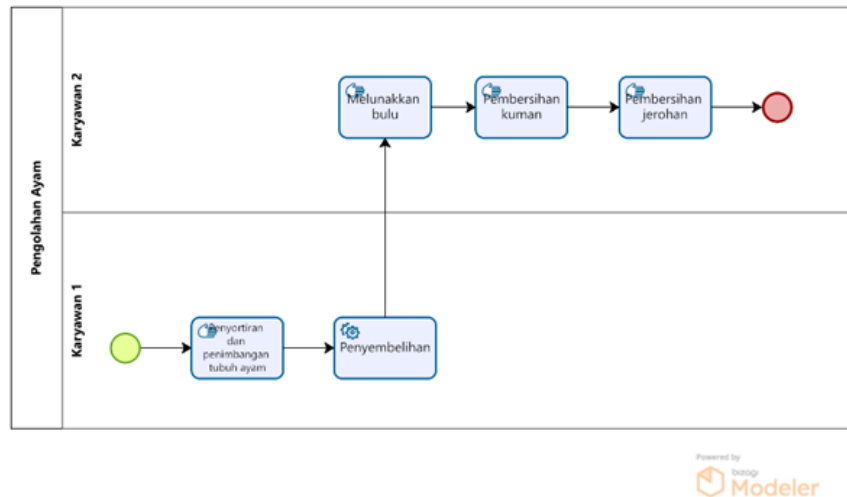 Pengolahan Ayam
Karyawan 2
Melunakkan
bulu
Pembersihan
kuman
Pembersihan
jerohan
Karyawan 1
Penyortiran
dan
penimbangan
tubuh ayam
Penyembelihan
Powered by
bizagi
Modeler